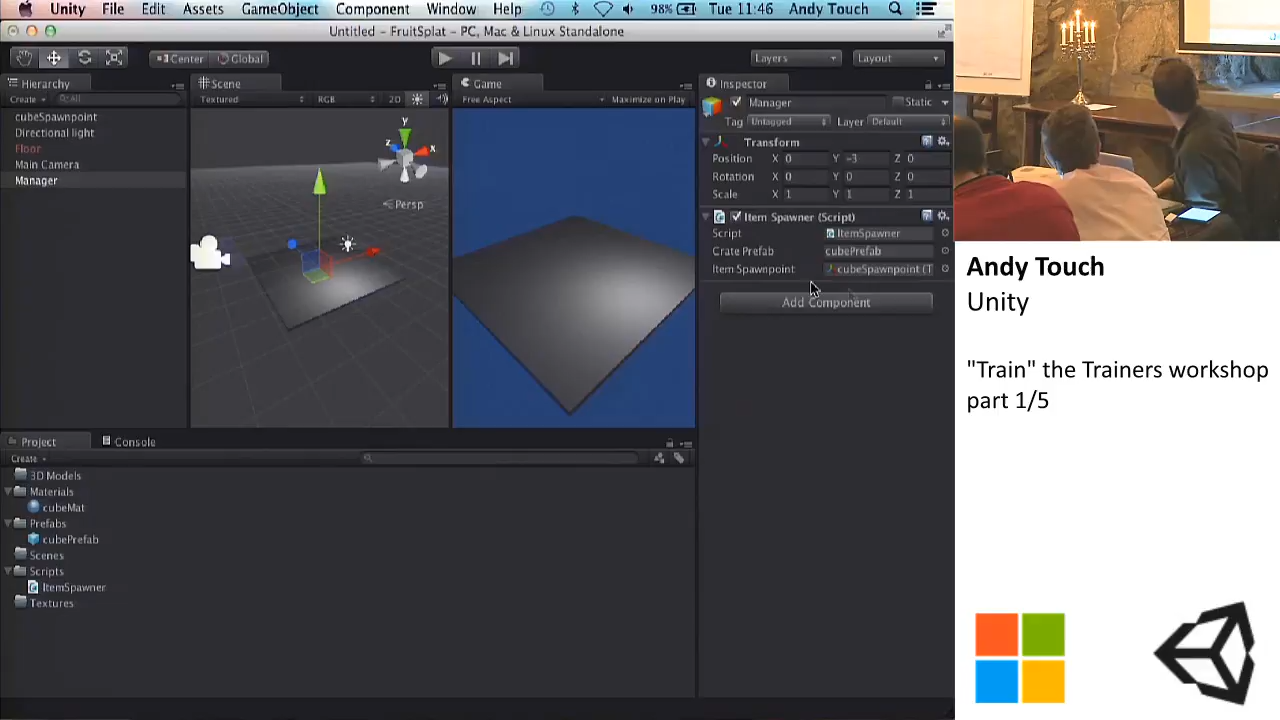 Unity File Edit Assets GameObject Component Window Help 98% Tue 11:46 Andy Touch
Untitled – FruitSplat – PC, Mac & Linux Standalone
Center Global Layers Layout
Hierarchy
Create All
cubeSpawnpoint
Directional light
Floor
Main Camera
Manager
Scene
Textured RGB 2D
y
z x
Persp
Game
Free Aspect Maximize on Play
Inspector
Manager Static
Tag Untagged Layer Default
Transform
Position X 0 Y -3 Z 0
Rotation X 0 Y 0 Z 0
Scale X 1 Y 1 Z 1
Item Spawner (Script)
Script ItemSpawner
Crate Prefab cubePrefab
Item Spawnpoint cubeSpawnpoint (T
Add Component
Project Console
Create
3D Models
Materials
cubeMat
Prefabs
cubePrefab
Scenes
Scripts
ItemSpawner
Textures
Andy Touch
Unity
"Train" the Trainers workshop
part 1/5